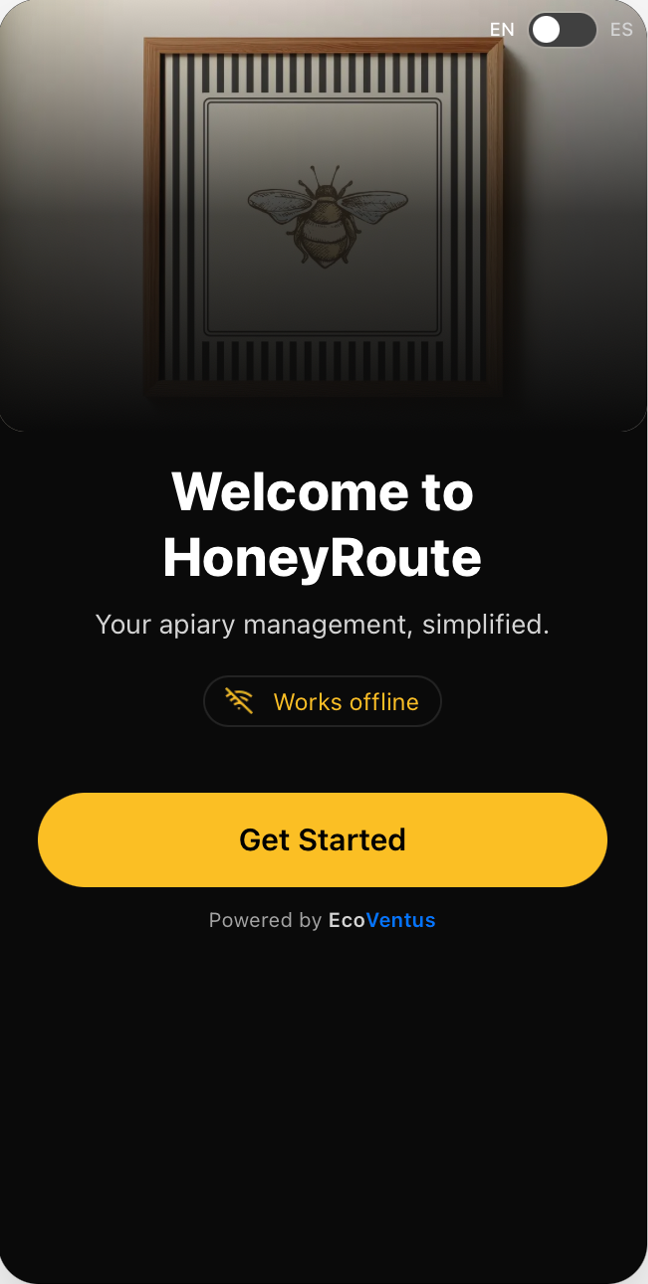 EN ES
Welcome to
HoneyRoute
Your apiary management, simplified.
Works offline
Get Started
Powered by EcoVentus